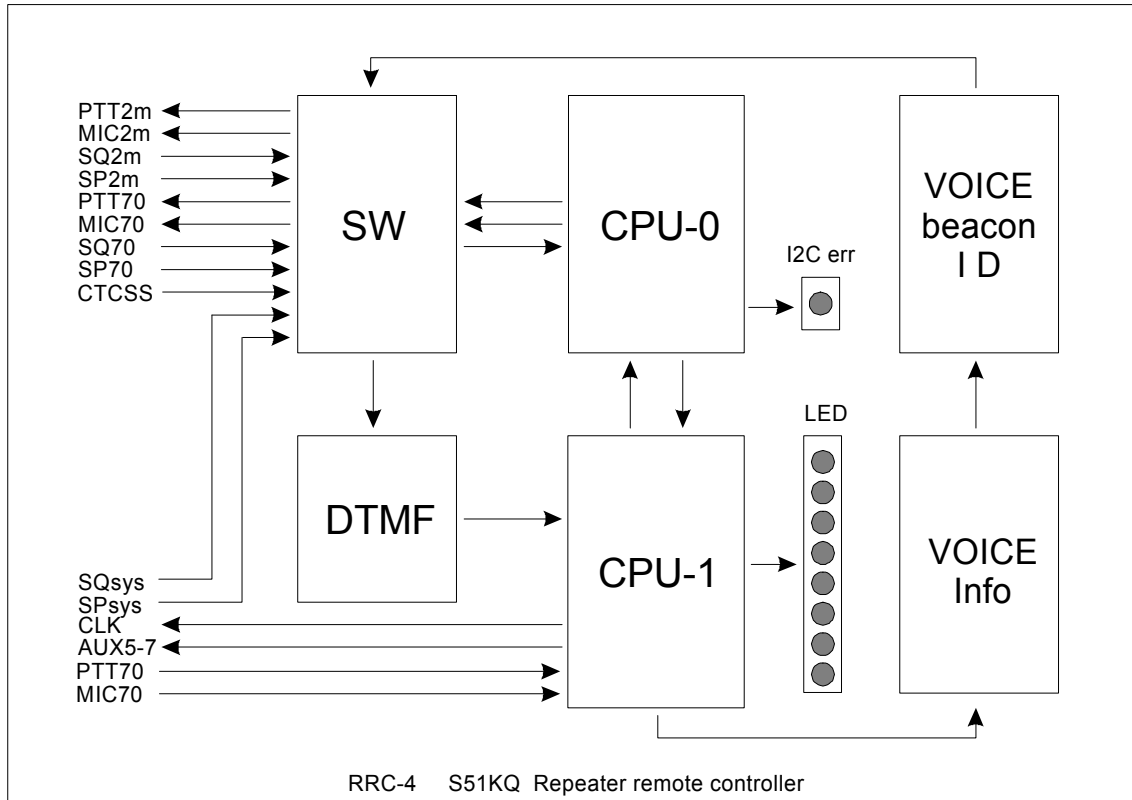 PTT2m
MIC2m
SQ2m
SP2m
PTT70
MIC70
SQ70
SP70
CTCSS
SW
CPU-0
I2C err
VOICE
beacon
I D
LED
DTMF
CPU-1
VOICE
Info
SQsys
SPsys
CLK
AUX5-7
PTT70
MIC70
RRC-4 S51KQ Repeater remote controller